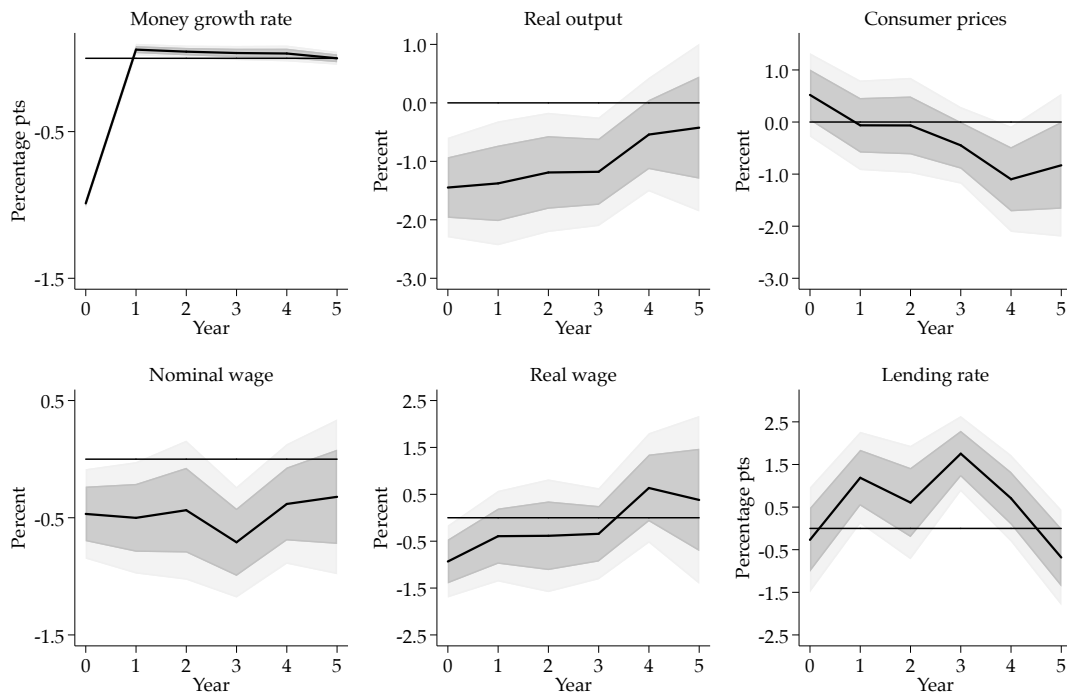 Money growth rate
Percentage pts
-0.5
-1.5
0 1 2 3 4 5
Year
Real output
Percent
1.0
0.0
-1.0
-2.0
-3.0
0 1 2 3 4 5
Year
Consumer prices
Percent
1.0
0.0
-1.0
-2.0
-3.0
0 1 2 3 4 5
Year
Nominal wage
Percent
0.5
-0.5
-1.5
0 1 2 3 4 5
Year
Real wage
Percent
2.5
1.5
0.5
-0.5
-1.5
-2.5
0 1 2 3 4 5
Year
Lending rate
Percentage pts
2.5
1.5
0.5
-0.5
-1.5
-2.5
0 1 2 3 4 5
Year